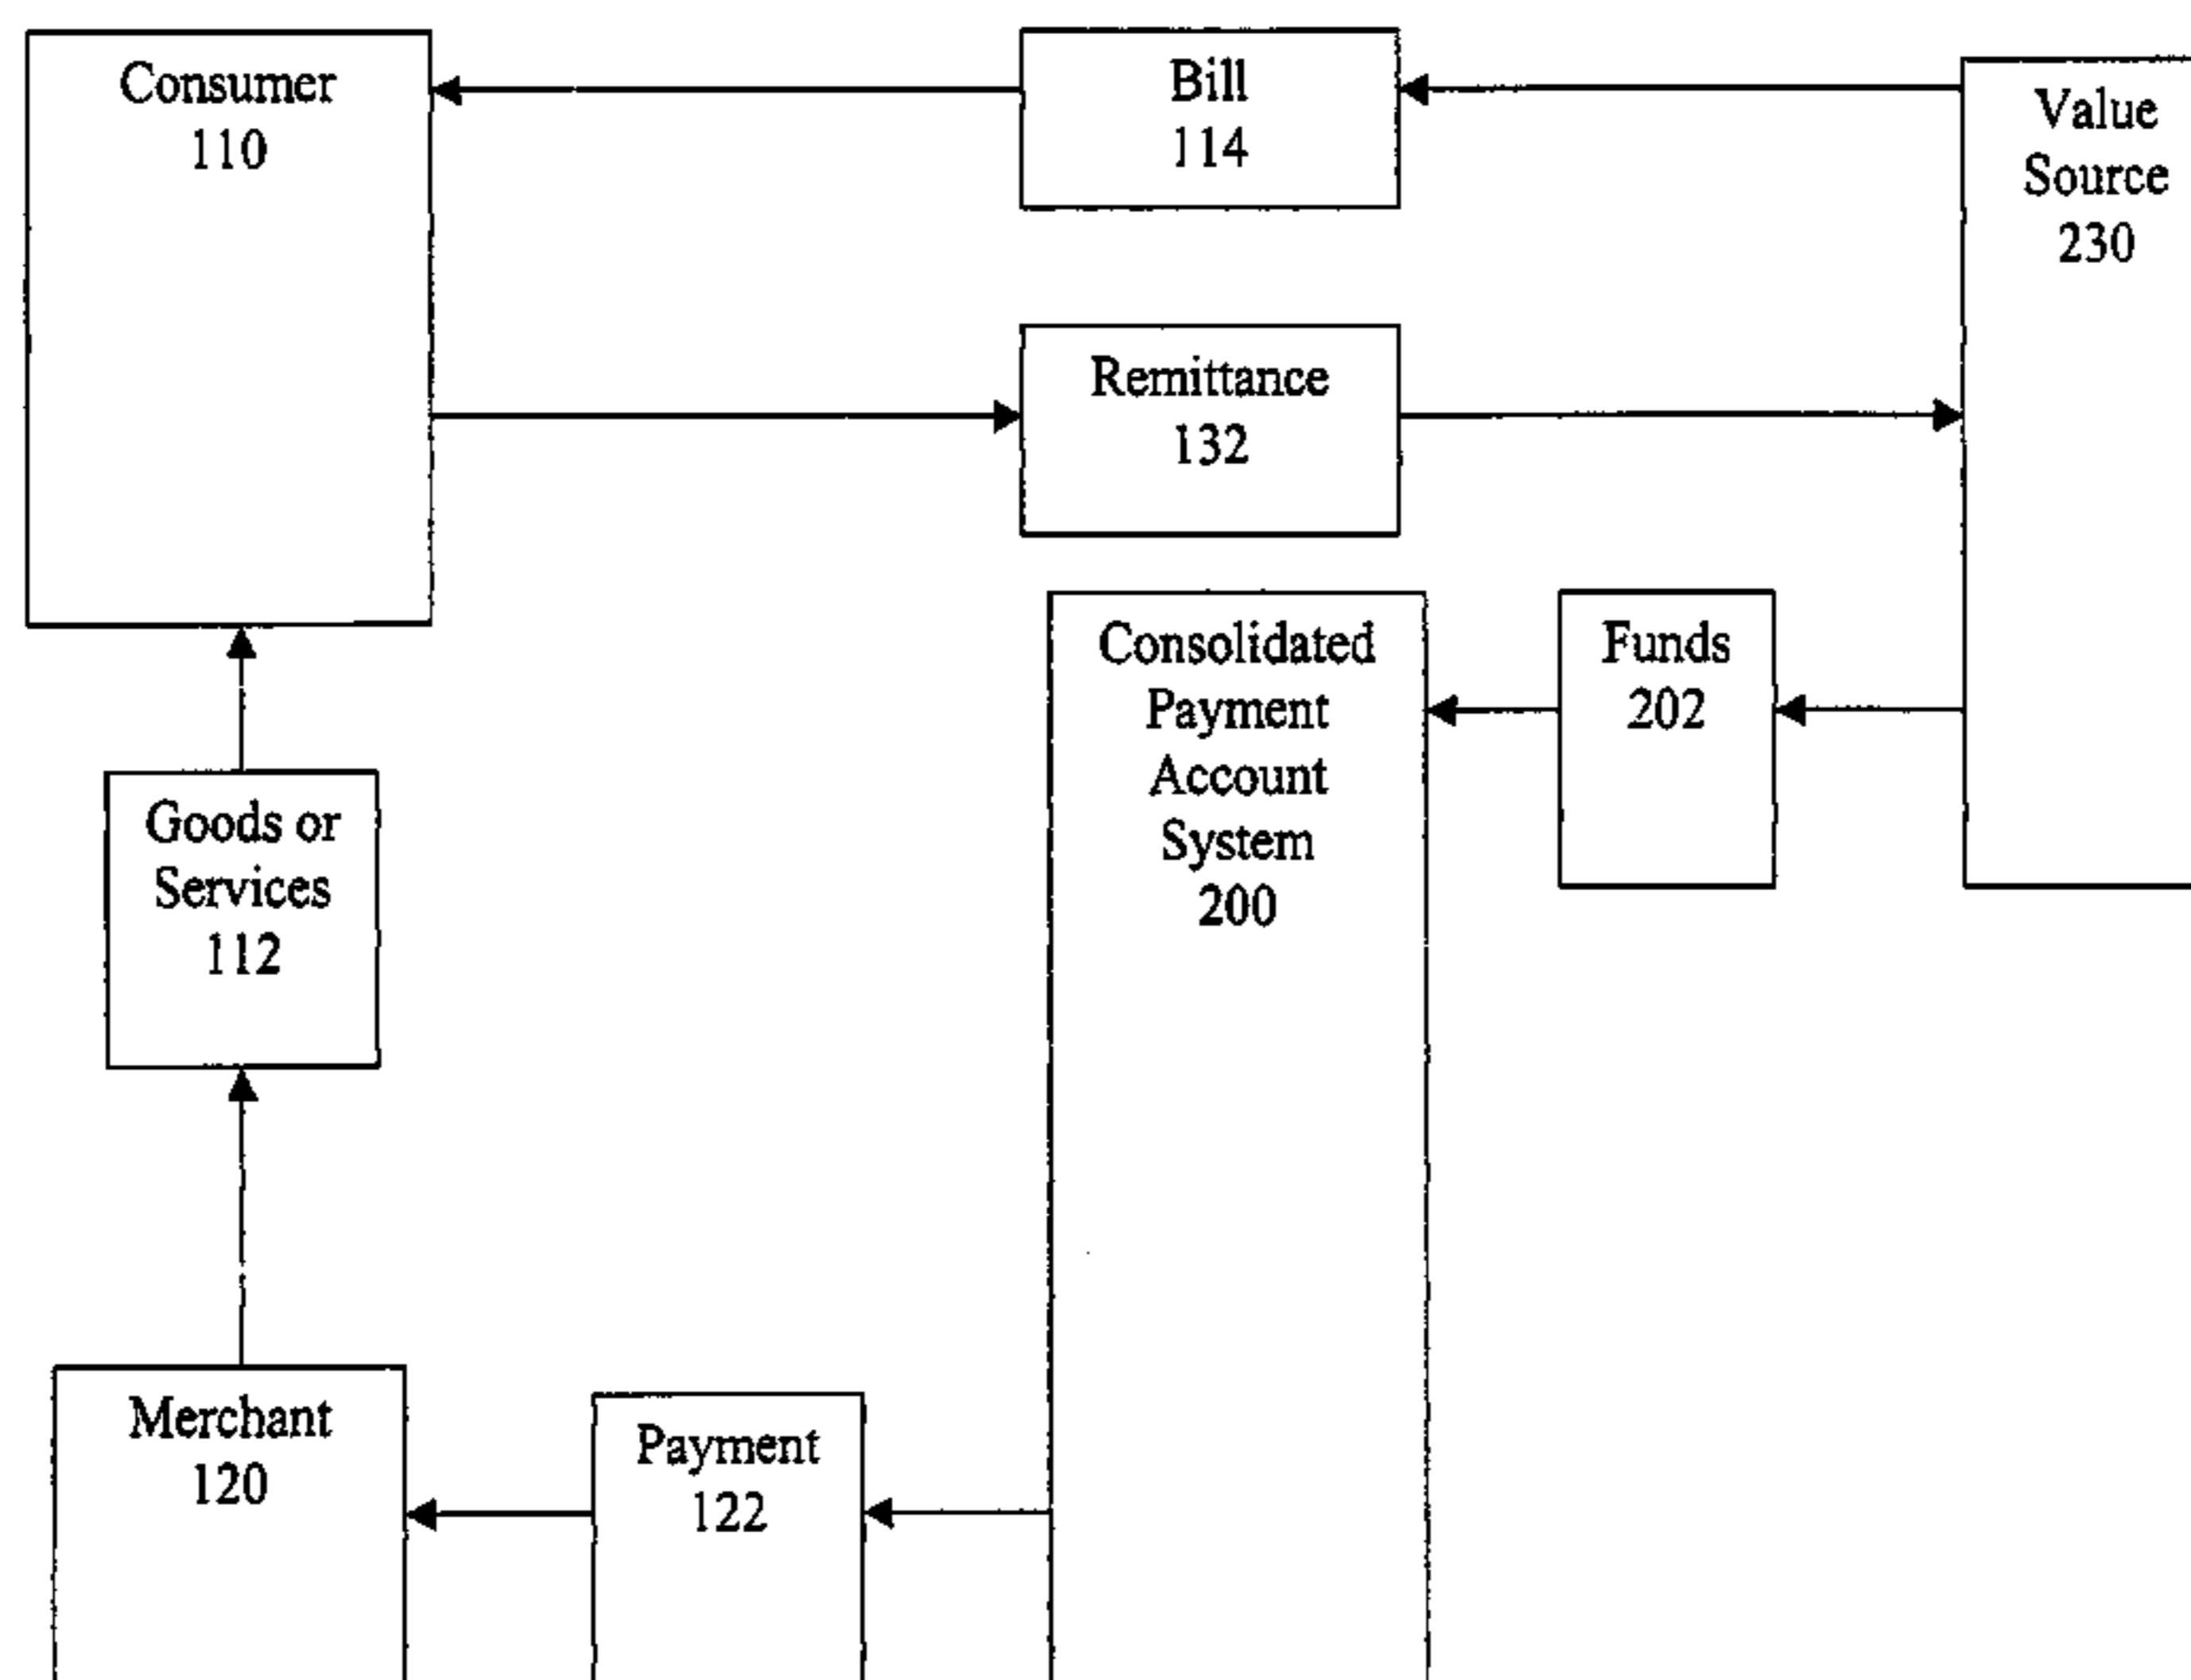 Consumer
110
Bill
114
Value
Source
230
Remittance
132
Consolidated
Payment
Account
System
200
Funds
202
Goods or
Services
112
Merchant
120
Payment
122